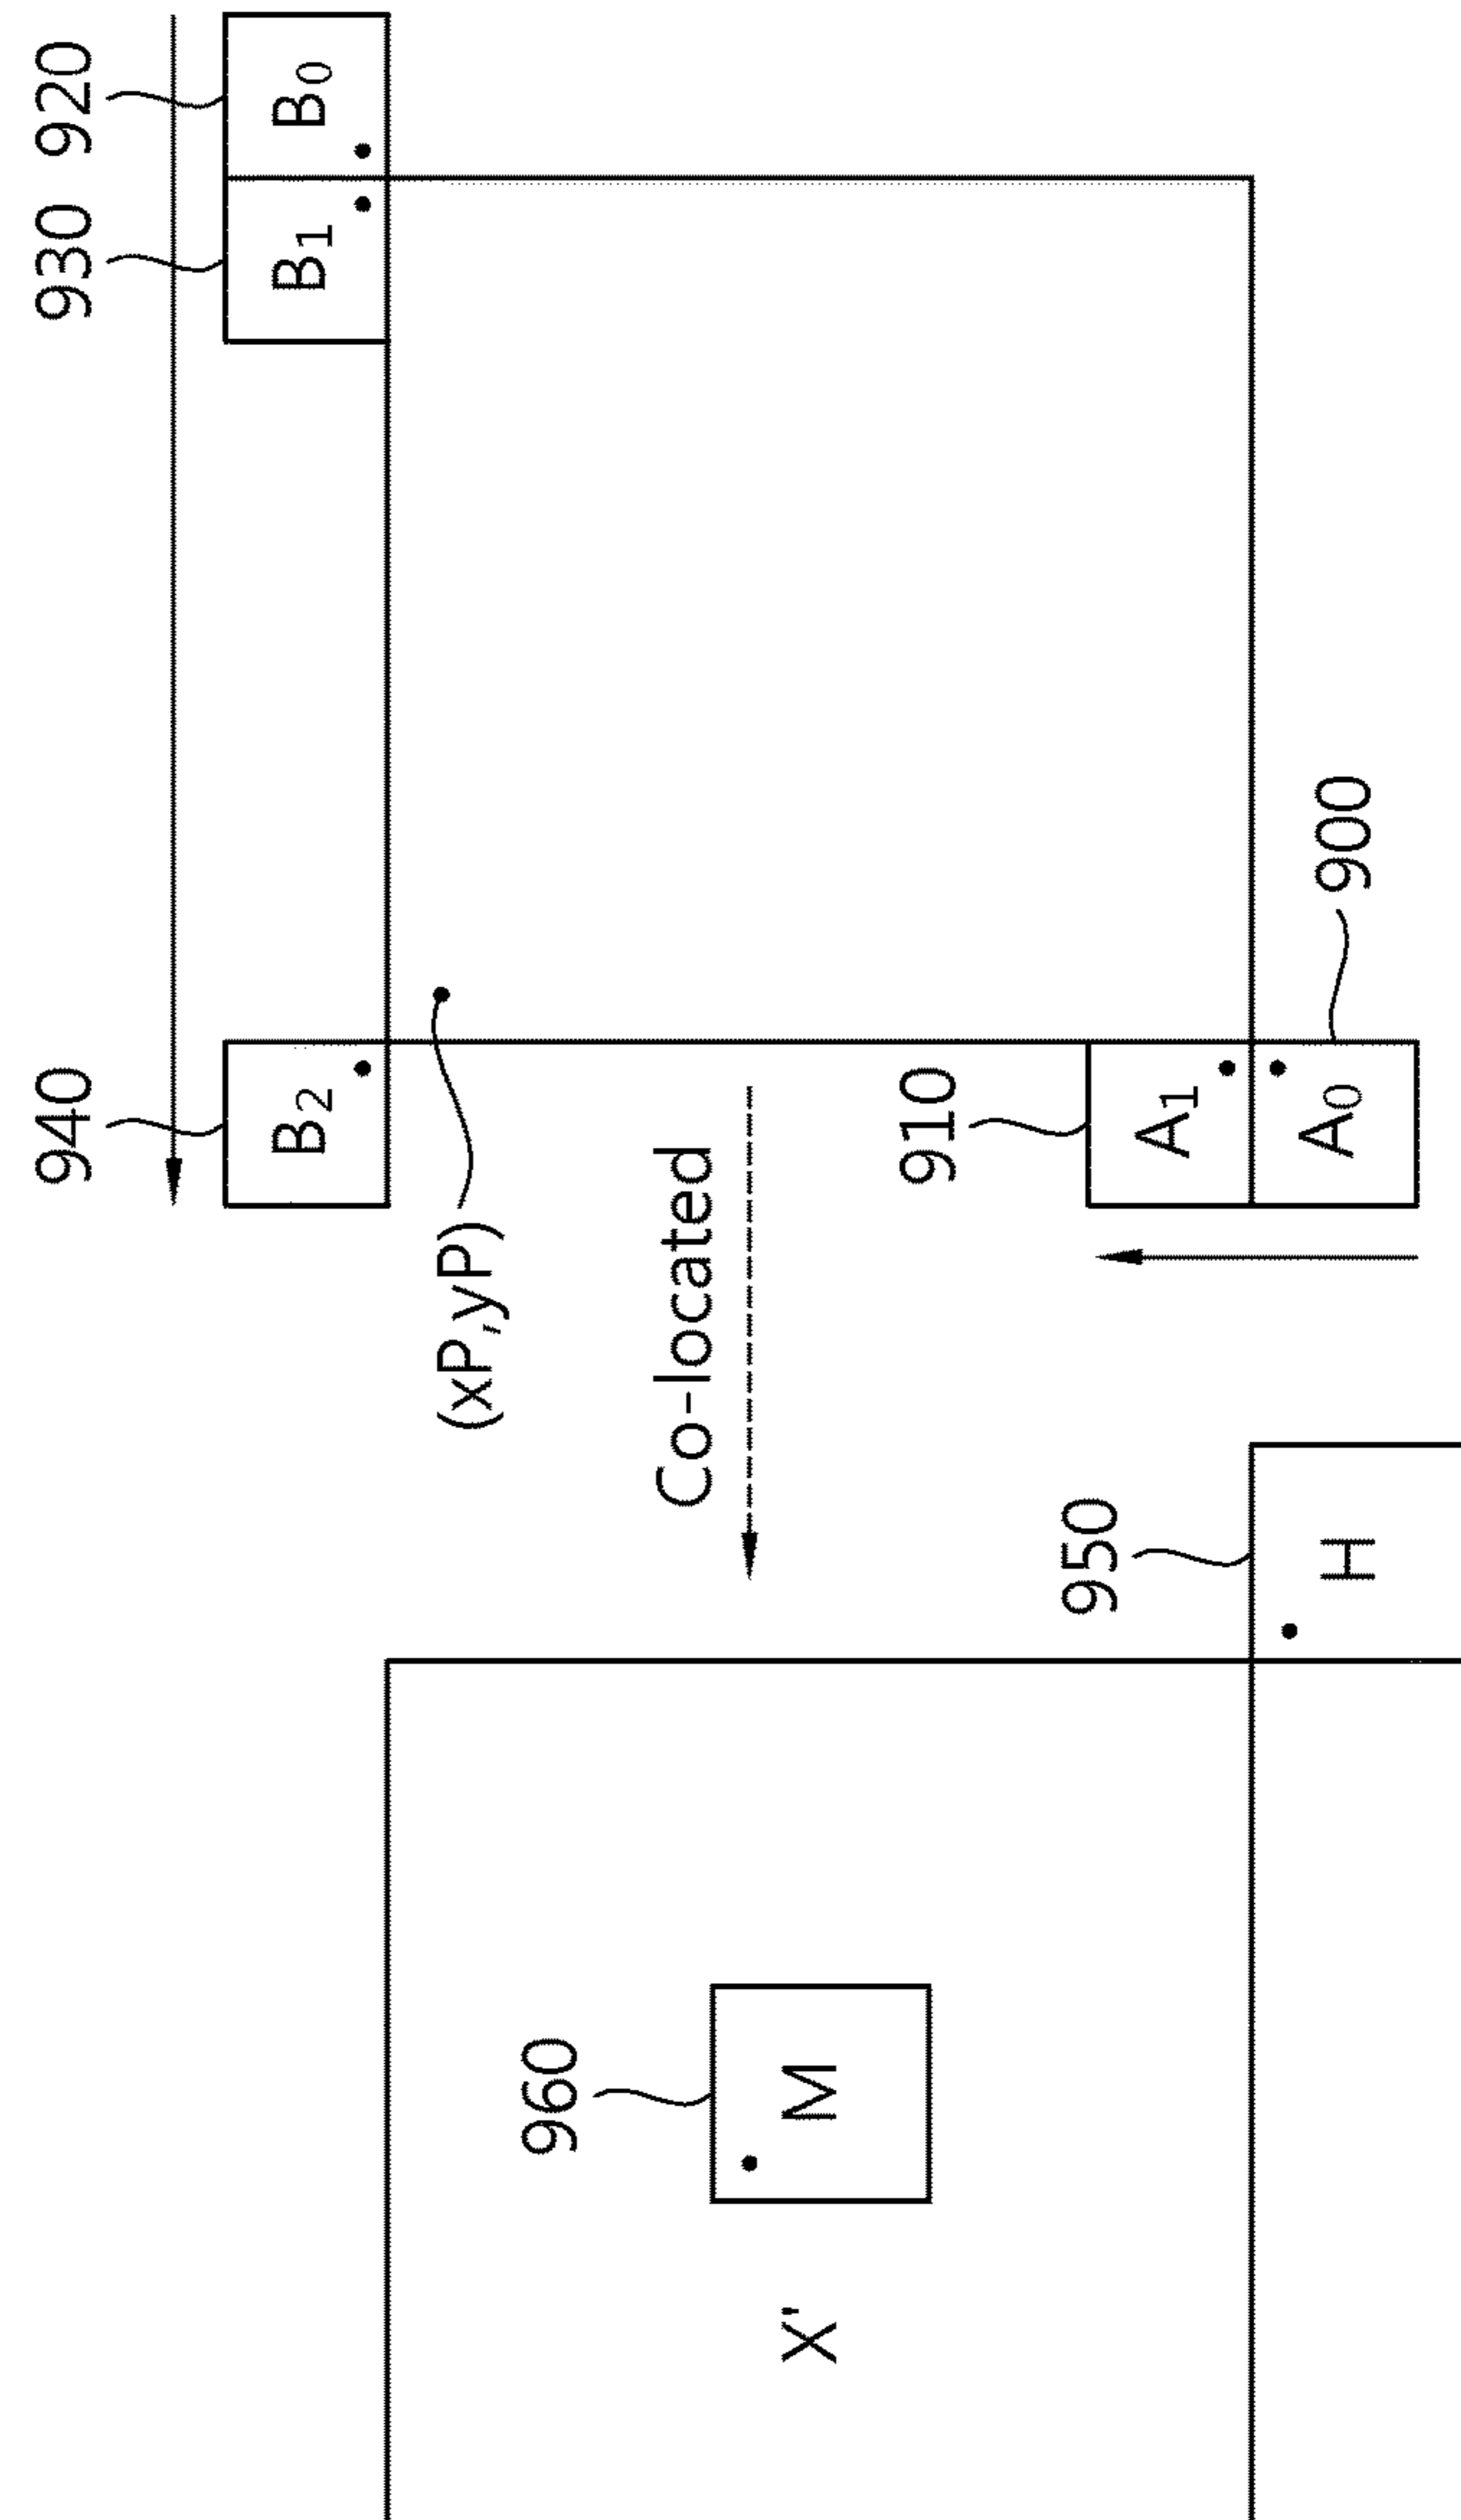 940
930
920
B₂
B₁
B₀
(xP,yP)
960
Co-located
X'
M
910
950
A₁
H
A₀
900